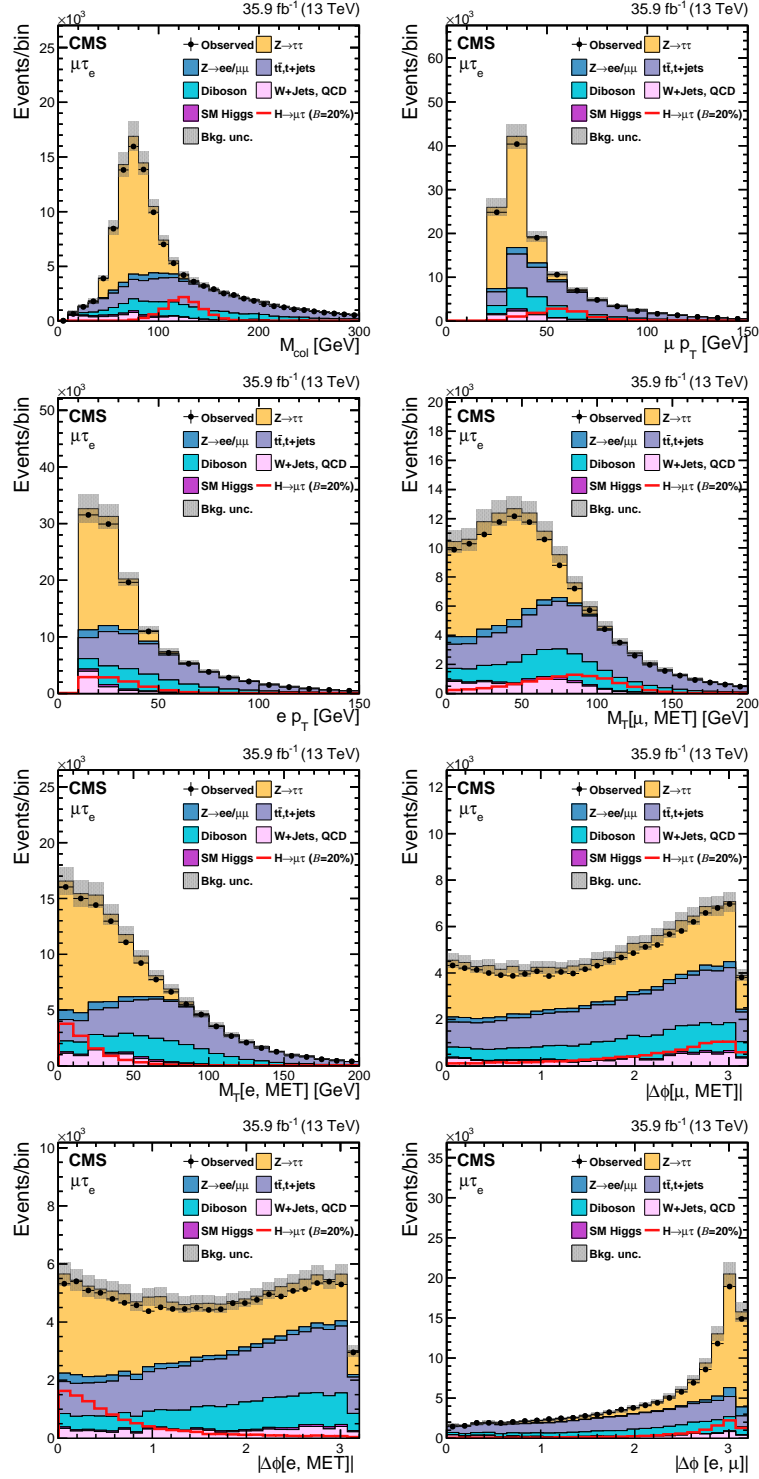 35.9 fb⁻¹ (13 TeV)
×10³
CMS
μτₑ
Observed
Z→ττ
Z→ee/μμ
tt̄,t+jets
Diboson
W+Jets, QCD
SM Higgs
H→μτ (B=20%)
Bkg. unc.
Events/bin
25
20
15
10
5
0
0 100 200 300
M_col [GeV]
35.9 fb⁻¹ (13 TeV)
×10³
CMS
μτₑ
Observed
Z→ττ
Z→ee/μμ
tt̄,t+jets
Diboson
W+Jets, QCD
SM Higgs
H→μτ (B=20%)
Bkg. unc.
Events/bin
60
50
40
30
20
10
0
0 50 100 150
μ p_T [GeV]
35.9 fb⁻¹ (13 TeV)
×10³
CMS
μτₑ
Observed
Z→ττ
Z→ee/μμ
tt̄,t+jets
Diboson
W+Jets, QCD
SM Higgs
H→μτ (B=20%)
Bkg. unc.
Events/bin
50
40
30
20
10
0
0 50 100 150
e p_T [GeV]
35.9 fb⁻¹ (13 TeV)
×10³
CMS
μτₑ
Observed
Z→ττ
Z→ee/μμ
tt̄,t+jets
Diboson
W+Jets, QCD
SM Higgs
H→μτ (B=20%)
Bkg. unc.
Events/bin
20
18
16
14
12
10
8
6
4
2
0
0 50 100 150 200
M_T[μ, MET] [GeV]
35.9 fb⁻¹ (13 TeV)
×10³
CMS
μτₑ
Observed
Z→ττ
Z→ee/μμ
tt̄,t+jets
Diboson
W+Jets, QCD
SM Higgs
H→μτ (B=20%)
Bkg. unc.
Events/bin
25
20
15
10
5
0
0 50 100 150 200
M_T[e, MET] [GeV]
35.9 fb⁻¹ (13 TeV)
×10³
CMS
μτₑ
Observed
Z→ττ
Z→ee/μμ
tt̄,t+jets
Diboson
W+Jets, QCD
SM Higgs
H→μτ (B=20%)
Bkg. unc.
Events/bin
12
10
8
6
4
2
0
0 1 2 3
|Δϕ[μ, MET]|
35.9 fb⁻¹ (13 TeV)
×10³
CMS
μτₑ
Observed
Z→ττ
Z→ee/μμ
tt̄,t+jets
Diboson
W+Jets, QCD
SM Higgs
H→μτ (B=20%)
Bkg. unc.
Events/bin
10
8
6
4
2
0
0 1 2 3
|Δϕ[e, MET]|
35.9 fb⁻¹ (13 TeV)
×10³
CMS
μτₑ
Observed
Z→ττ
Z→ee/μμ
tt̄,t+jets
Diboson
W+Jets, QCD
SM Higgs
H→μτ (B=20%)
Bkg. unc.
Events/bin
35
30
25
20
15
10
5
0
0 1 2 3
|Δϕ [e, μ]|